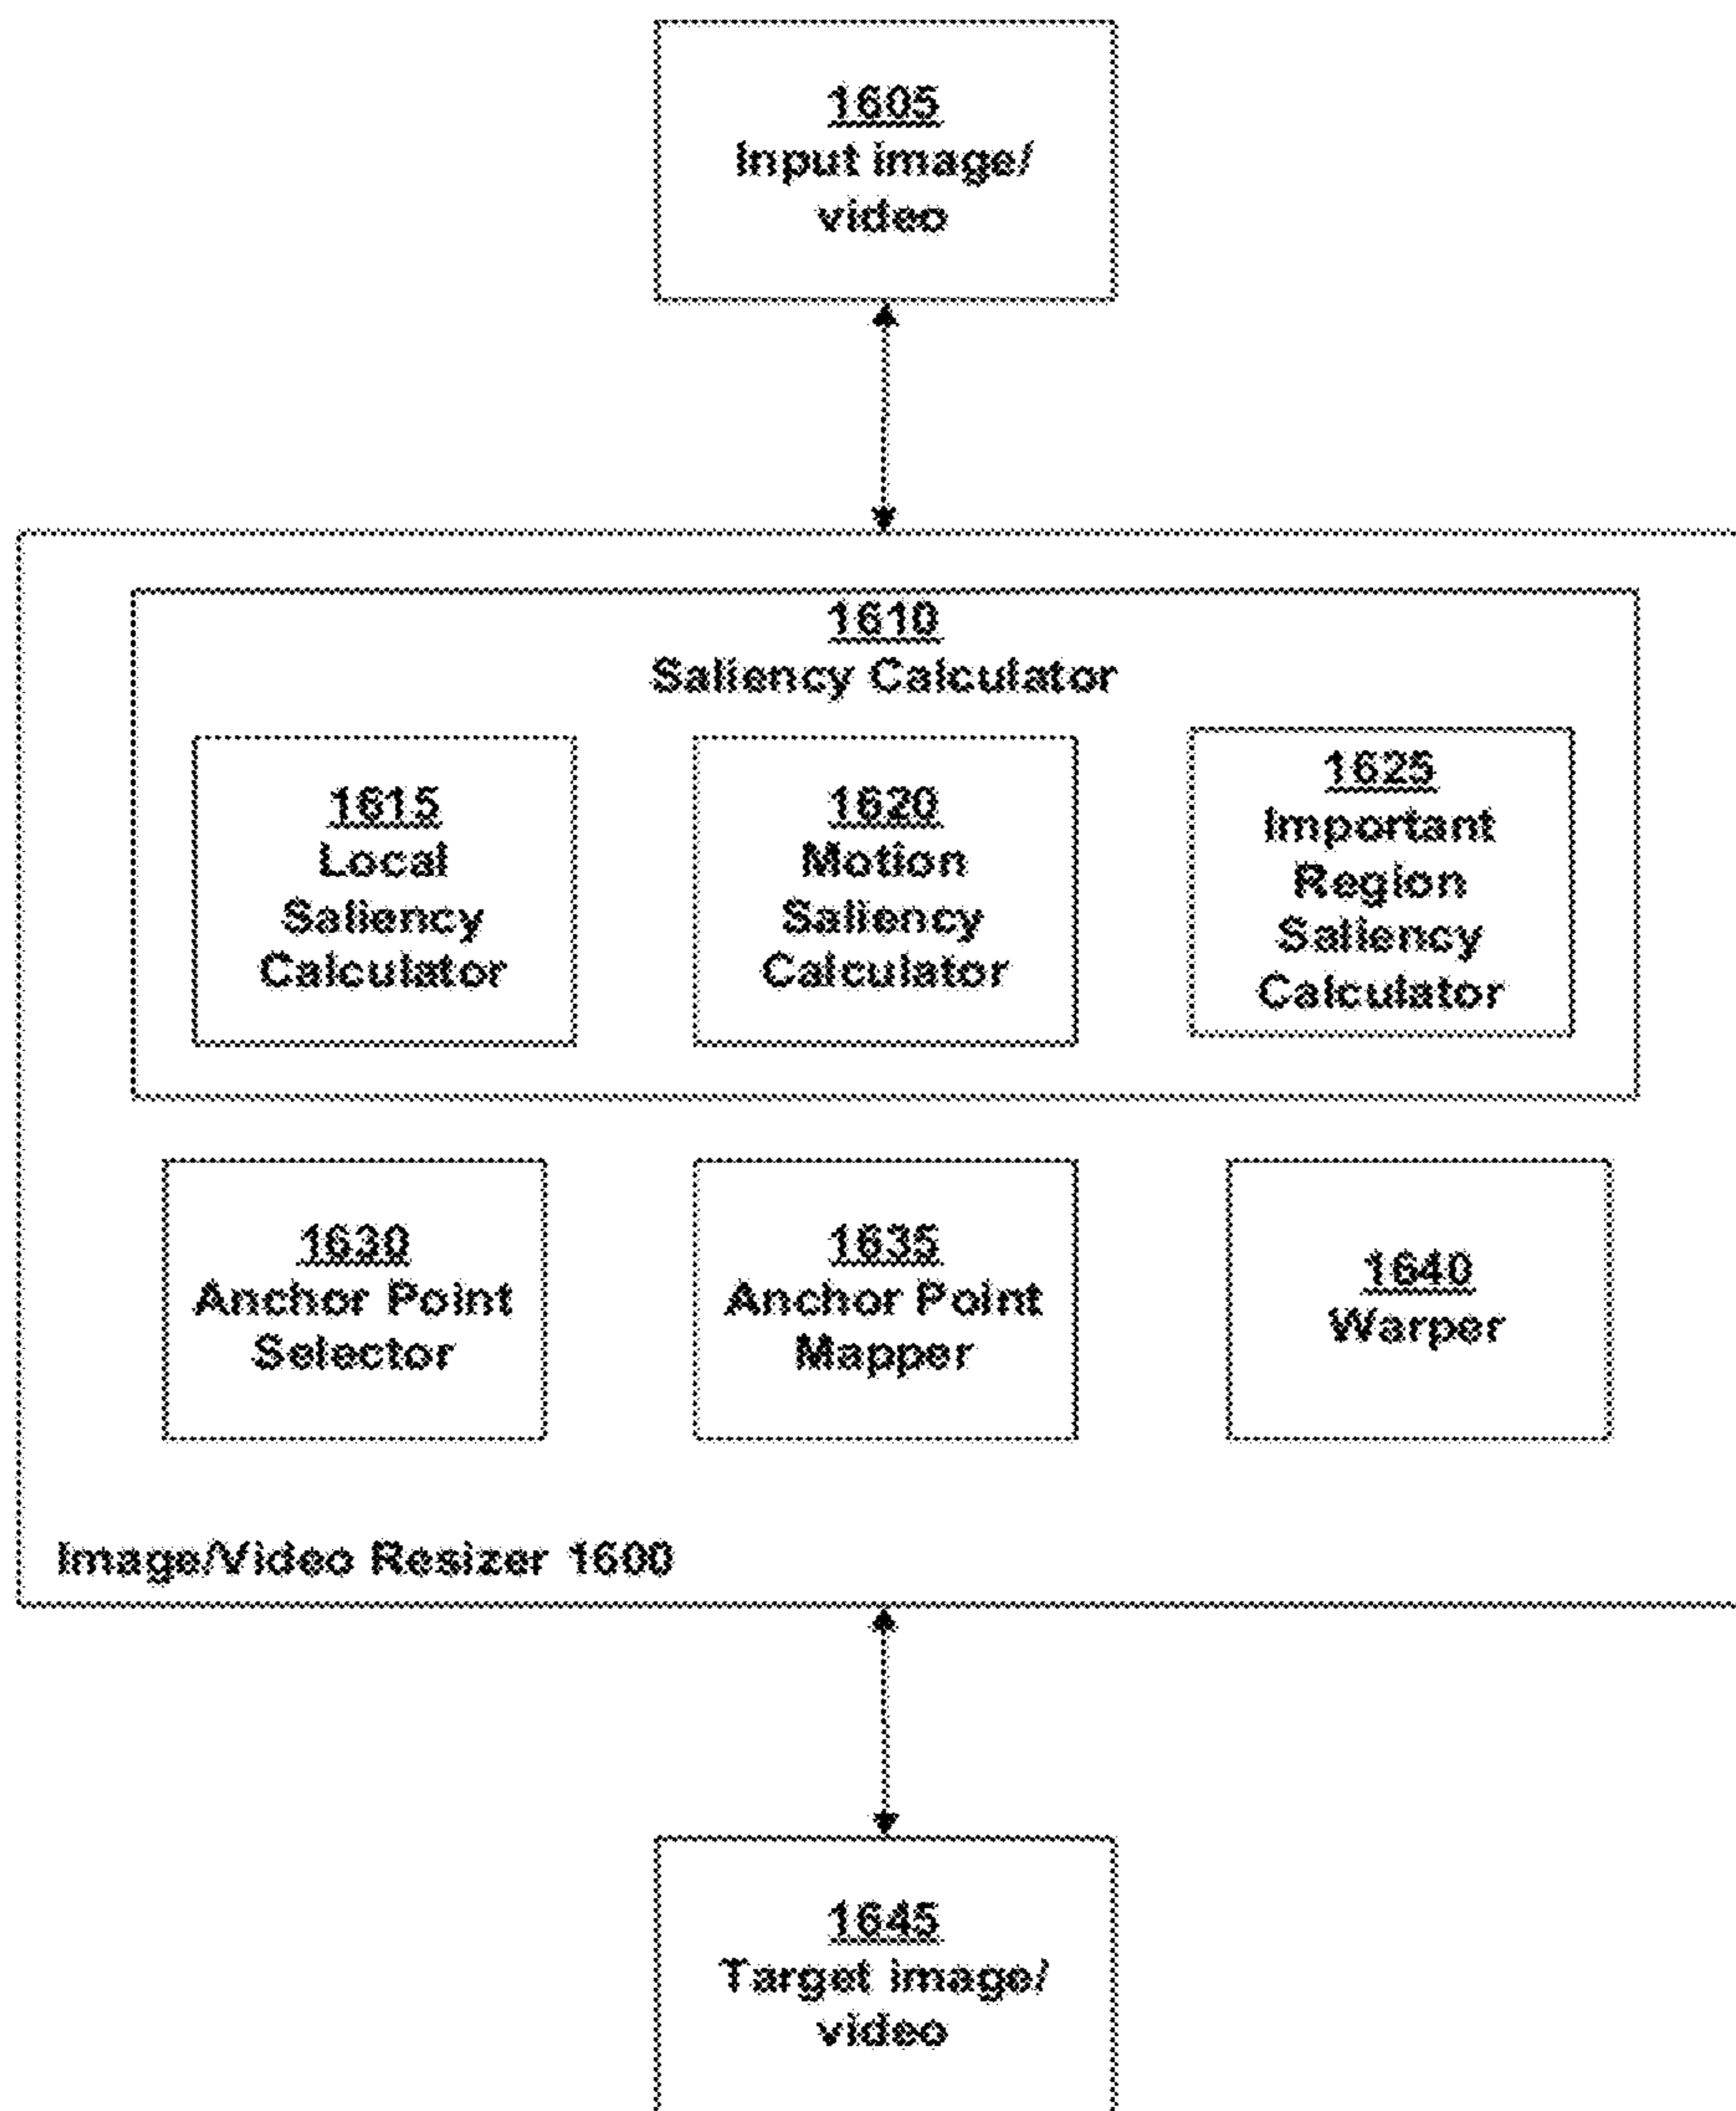 1605
Input image/
video
1610
Saliency Calculator
1615
Local
Saliency
Calculator
1620
Motion
Saliency
Calculator
1625
Important
Region
Saliency
Calculator
1630
Anchor Point
Selector
1635
Anchor Point
Mapper
1640
Warper
Image/Video Resizer 1600
1645
Target image/
video